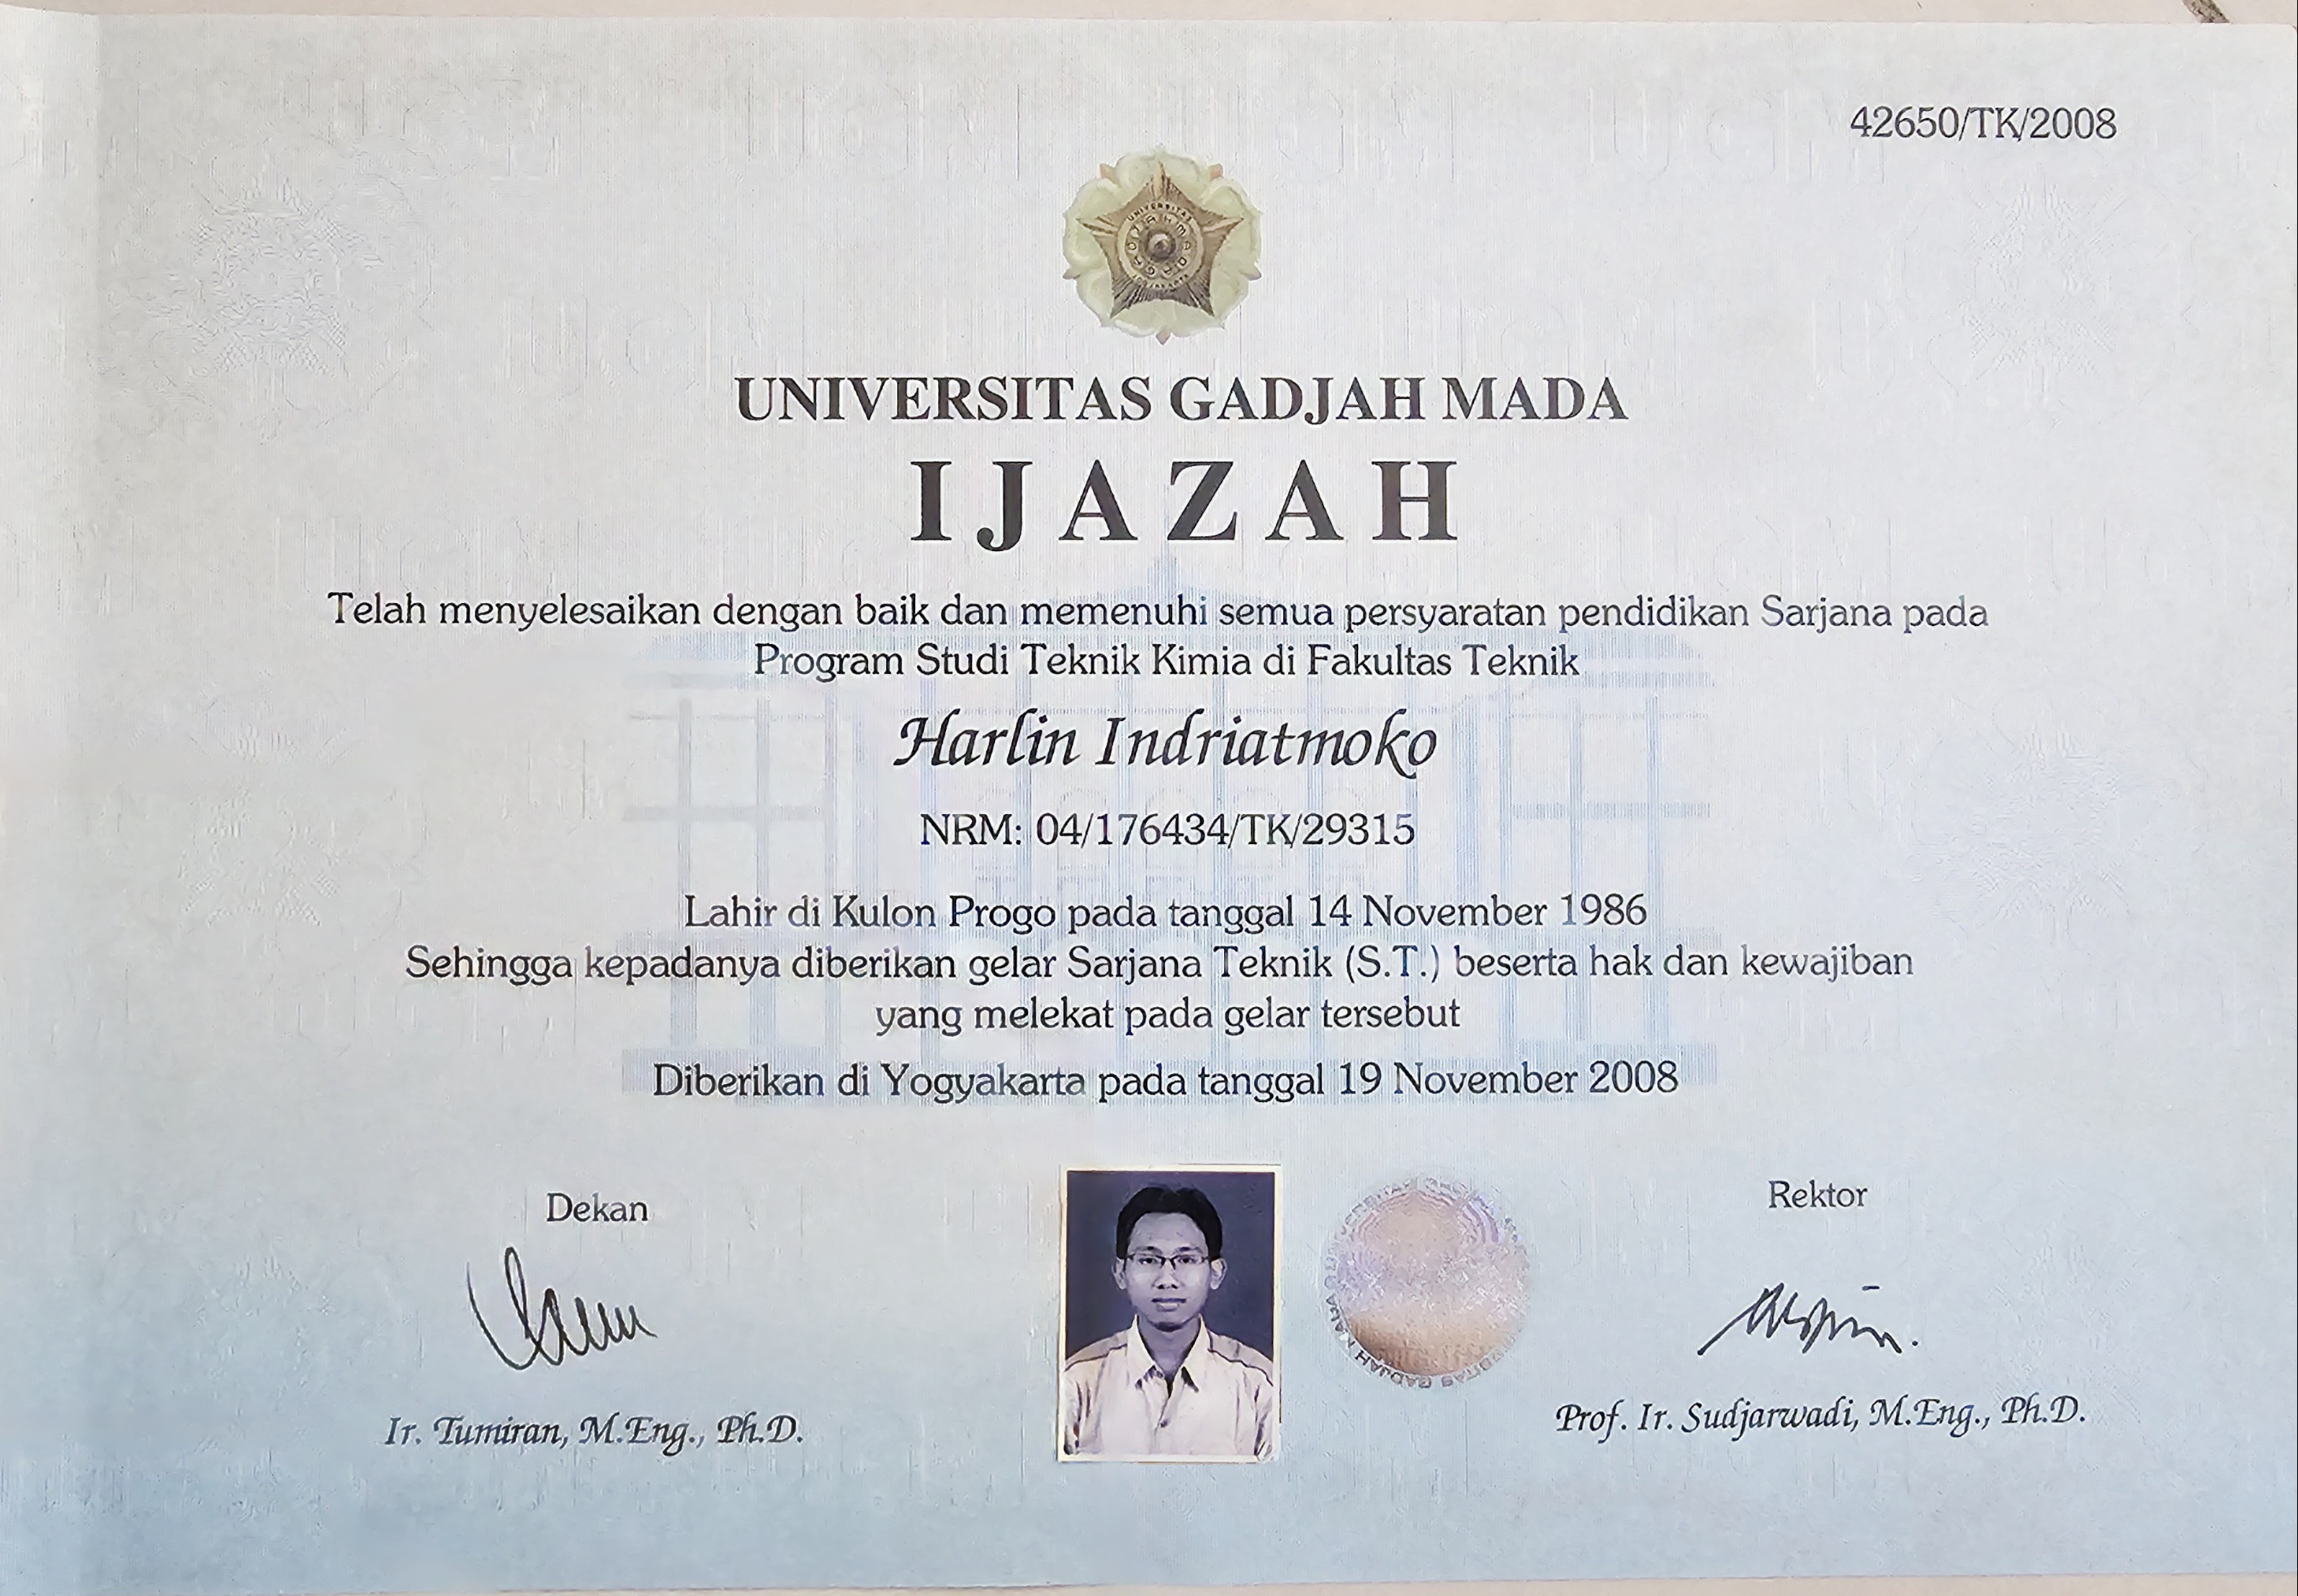 42650/TK/2008
UNIVERSITAS GADJAH MADA
IJAZAH
Telah menyelesaikan dengan baik dan memenuhi semua persyaratan pendidikan Sarjana pada
Program Studi Teknik Kimia di Fakultas Teknik
Harlin Indriatmoko
NRM: 04/176434/TK/29315
Lahir di Kulon Progo pada tanggal 14 November 1986
Sehingga kepadanya diberikan gelar Sarjana Teknik (S.T.) beserta hak dan kewajiban
yang melekat pada gelar tersebut
Diberikan di Yogyakarta pada tanggal 19 November 2008
Dekan
Rektor
Ir. Tumiran, M.Eng., Ph.D.
Prof. Ir. Sudjarwadi, M.Eng., Ph.D.